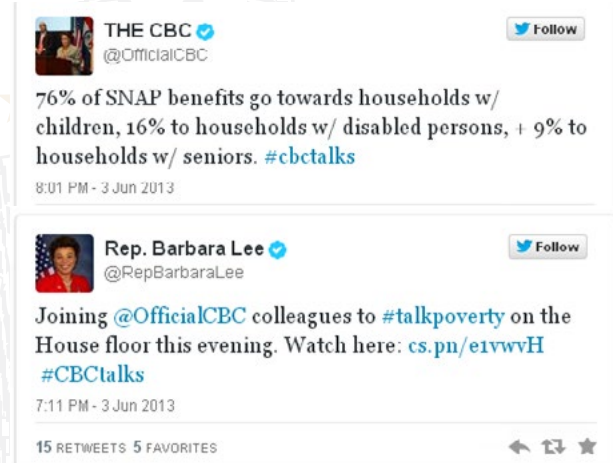 THE CBC
Follow
@OfficialCBC
76% of SNAP benefits go towards households w/
children, 16% to households w/ disabled persons, + 9% to
households w/ seniors. #cbctalks
8:01 PM - 3 Jun 2013
Rep. Barbara Lee
Follow
@RepBarbaraLee
Joining @OfficialCBC colleagues to #talkpoverty on the
House floor this evening. Watch here: cs.pn/e1vwvH
#CBCtalks
7:11 PM - 3 Jun 2013
15 RETWEETS 5 FAVORITES